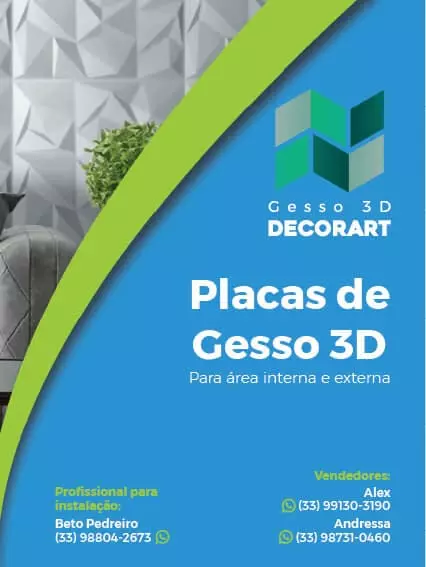 Gesso 3D
DECORART
Placas de
Gesso 3D
Para área interna e externa
Vendedores:
Alex
(33) 99130-3190
Andressa
(33) 98731-0460
Profissional para
instalação:
Beto Pedreiro
(33) 98804-2673